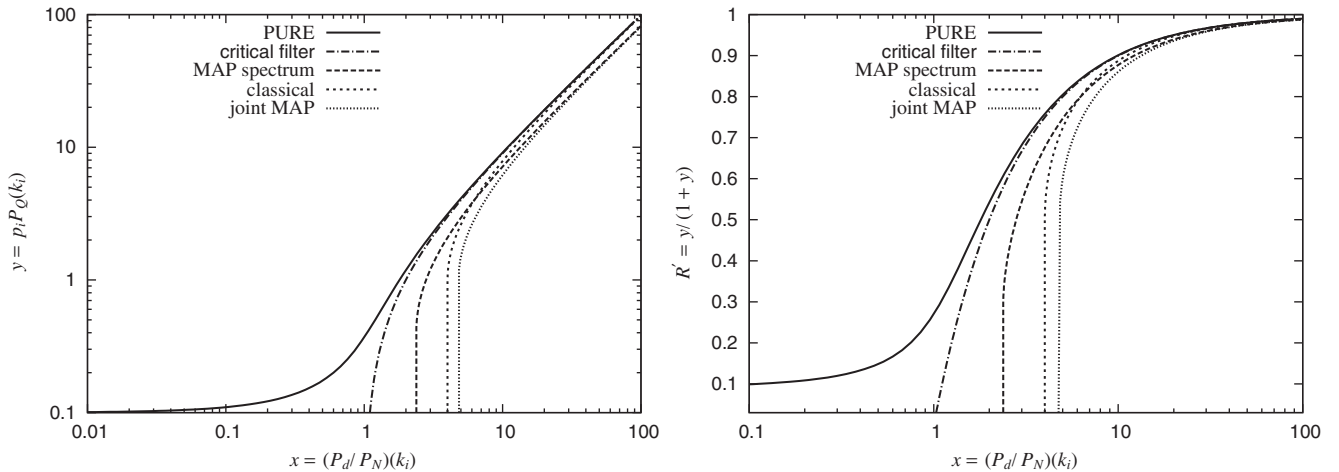 100
10
1
0.1
0.01
0.1
1
10
100
y = p_i P_Q(k_i)
x = (P_d/P_N)(k_i)
PURE
critical filter
MAP spectrum
classical
joint MAP
1
0.9
0.8
0.7
0.6
0.5
0.4
0.3
0.2
0.1
0.1
1
10
100
R′ = y/(1 + y)
x = (P_d/P_N)(k_i)
PURE
critical filter
MAP spectrum
classical
joint MAP